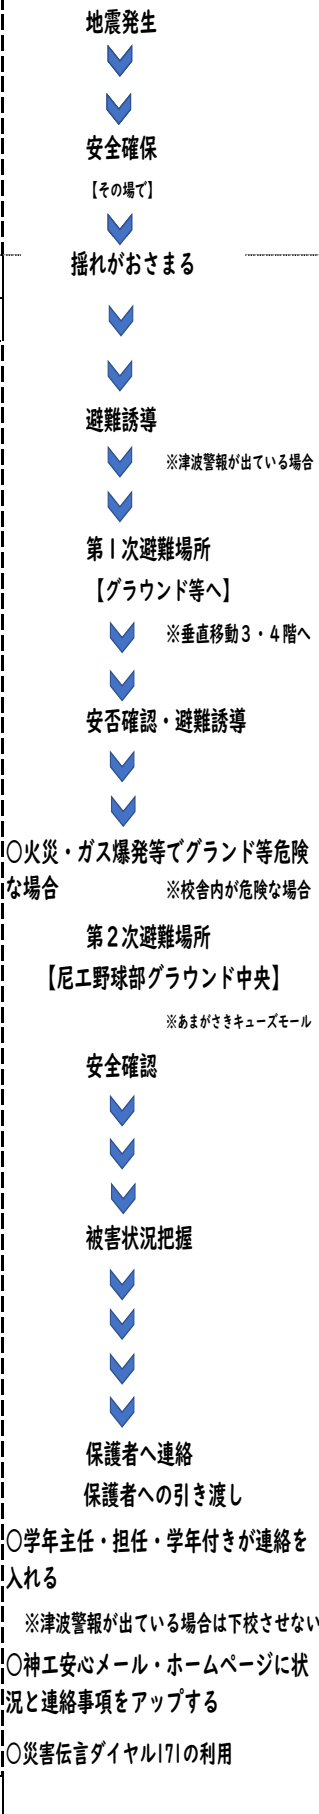 地震発生
安全確保
【その場で】
揺れがおさまる
避難誘導
※津波警報が出ている場合
第1次避難場所
【グラウンド等へ】
※垂直移動3・4階へ
安否確認・避難誘導
○火災・ガス爆発等でグランド等危険
な場合　※校舎内が危険な場合
第2次避難場所
【尼工野球部グラウンド中央】
※あまがさきキューズモール
安全確認
被害状況把握
保護者へ連絡
保護者への引き渡し
○学年主任・担任・学年付きが連絡を
入れる
※津波警報が出ている場合は下校させない
○神工安心メール・ホームページに状
況と連絡事項をアップする
○災害伝言ダイヤル171の利用